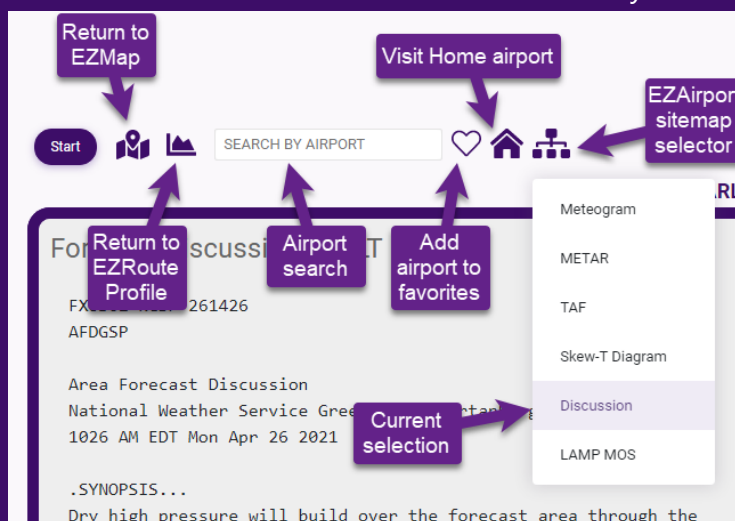 Return to
EZMap
Visit Home airport
EZAirport
sitemap
selector
Start
SEARCH BY AIRPORT
Meteogram
METAR
TAF
Skew-T Diagram
Discussion
LAMP MOS
Return to
EZRoute
Profile
Airport
search
Add
airport to
favorites
261426
AFDGSP
Area Forecast Discussion
National Weather Service
Current
selection
1026 AM EDT Mon Apr 26 2021
.SYNOPSIS...
Dry high pressure will build over the forecast area through the